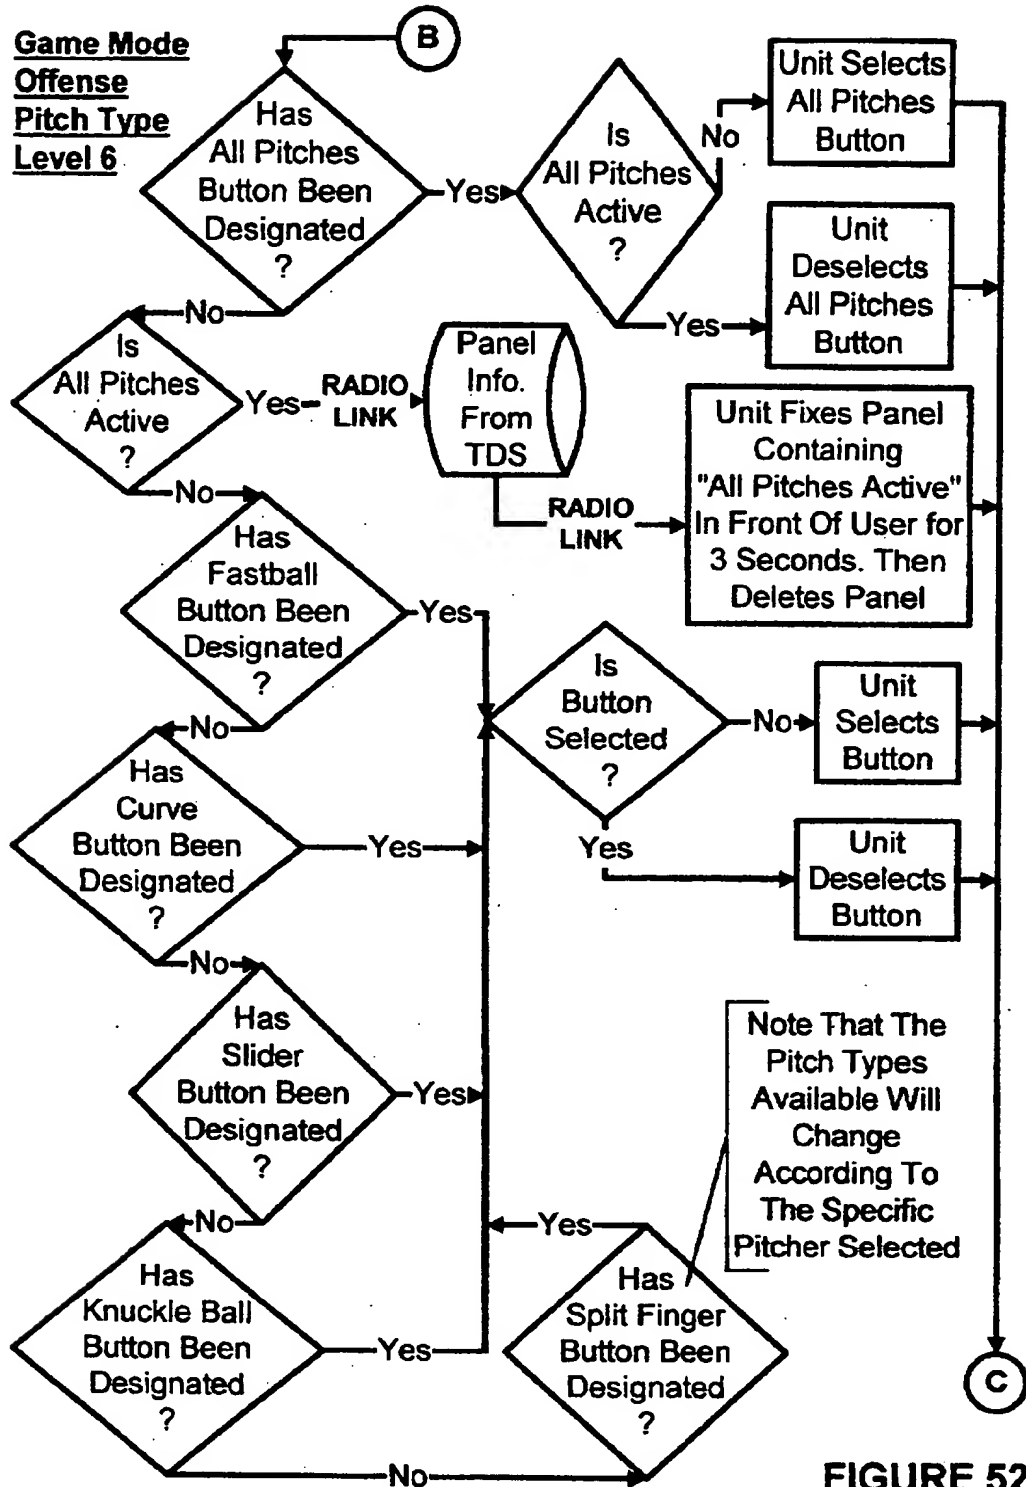 Game Mode
Offense
Pitch Type
Level 6
B
Has
All Pitches
Button Been
Designated
?
Yes
Is
All Pitches
Active
?
No
Unit Selects
All Pitches
Button
Yes
Unit
Deselects
All Pitches
Button
No
Is
All Pitches
Active
?
Yes
RADIO
LINK
Panel
Info.
From
TDS
RADIO
LINK
Unit Fixes Panel
Containing
"All Pitches Active"
In Front Of User for
3 Seconds. Then
Deletes Panel
No
Has
Fastball
Button Been
Designated
?
Yes
Is
Button
Selected
?
No
Unit
Selects
Button
Yes
Unit
Deselects
Button
No
Has
Curve
Button Been
Designated
?
Yes
No
Has
Slider
Button Been
Designated
?
Yes
No
Has
Knuckle Ball
Button Been
Designated
?
Yes
No
Has
Split Finger
Button Been
Designated
?
Yes
Note That The
Pitch Types
Available Will
Change
According To
The Specific
Pitcher Selected
C
FIGURE 52